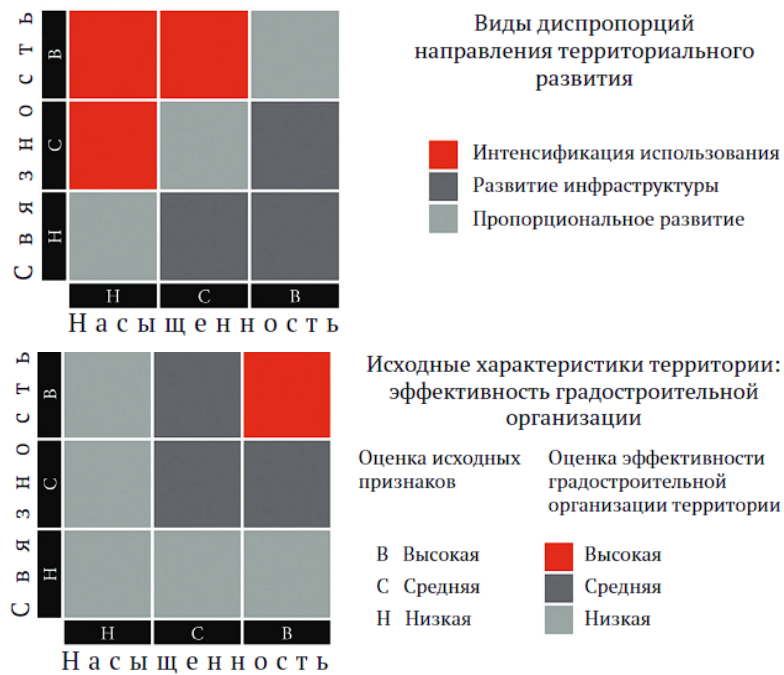 Связность
В
С
Н
Н С В
Насыщенность
Виды диспропорций
направления территориального
развития
Интенсификация использования
Развитие инфраструктуры
Пропорциональное развитие
Связность
В
С
Н
Н С В
Насыщенность
Исходные характеристики территории:
эффективность градостроительной
организации
Оценка исходных
признаков
В Высокая
С Средняя
Н Низкая
Оценка эффективности
градостроительной
организации территории
Высокая
Средняя
Низкая